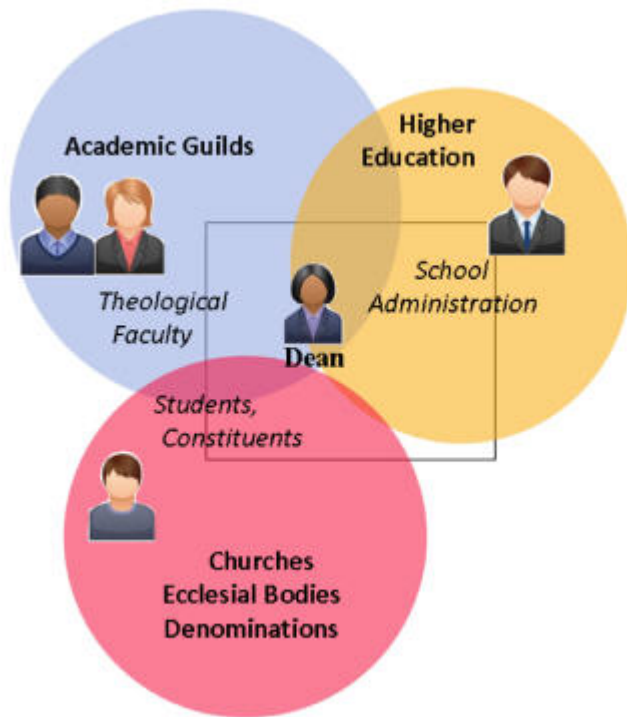 Academic Guilds
Higher
Education
Theological
Faculty
School
Administration
Dean
Students,
Constituents
Churches
Ecclesial Bodies
Denominations